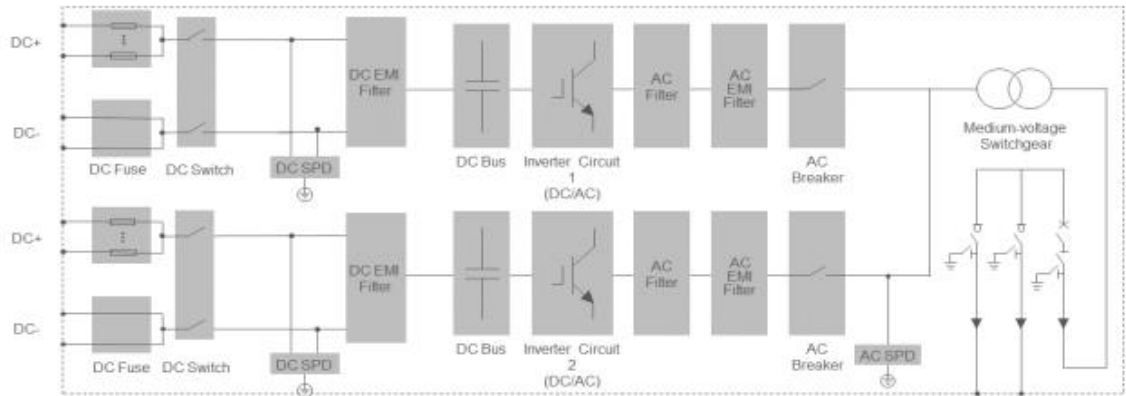 DC+
DC-
DC Fuse
DC Switch
DC SPD
DC EMI
Filter
DC Bus
Inverter Circuit
1
(DC/AC)
AC
Filter
AC
EMI
Filter
AC
Breaker
Medium-voltage
Switchgear
DC+
DC-
DC Fuse
DC Switch
DC SPD
DC EMI
Filter
DC Bus
Inverter Circuit
2
(DC/AC)
AC
Filter
AC
EMI
Filter
AC
Breaker
AC SPD